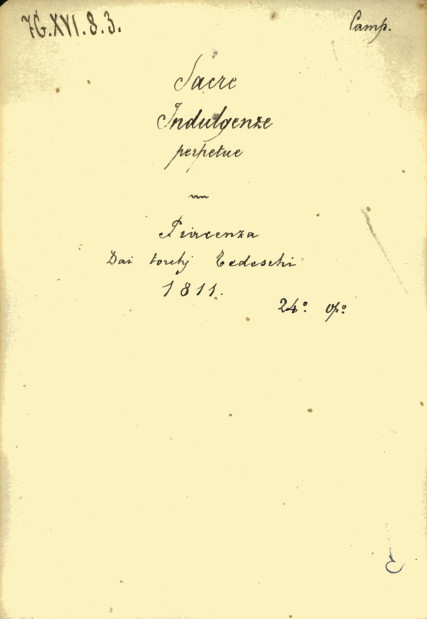 7G.XVI.8.3.
Camp.
Sacre
Indulgenze
perpetue
Piacenza
Dai torchj Tedeschi
1811.
24° op°